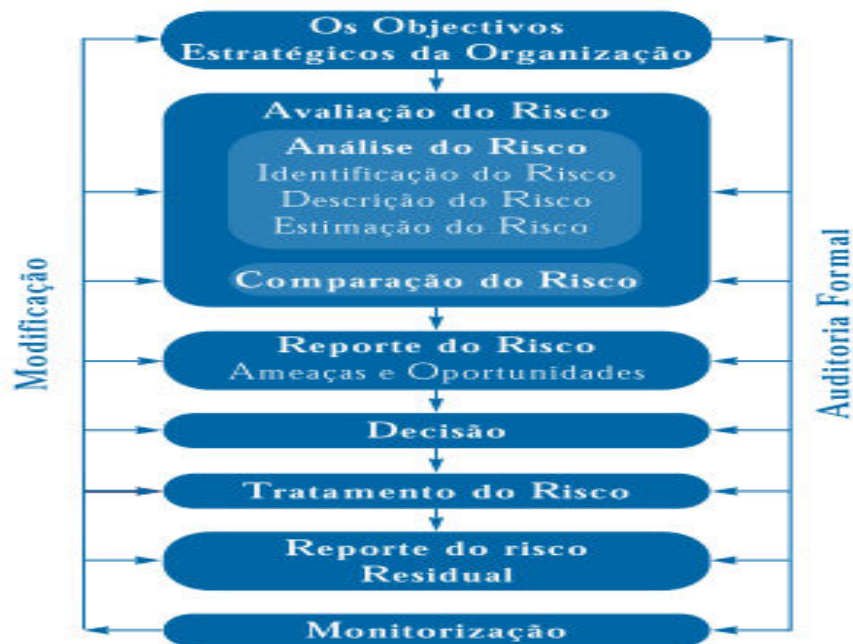 Os Objectivos
Estratégicos da Organização
Avaliação do Risco
Análise do Risco
Identificação do Risco
Descrição do Risco
Estimação do Risco
Comparação do Risco
Reporte do Risco
Ameaças e Oportunidades
Decisão
Tratamento do Risco
Reporte do risco
Residual
Monitorização
Modificação
Auditoria Formal